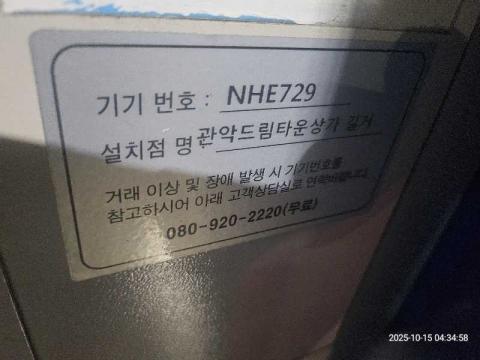 기기 번호 : NHE729
설치점 명: 관악드림타운상가 길거
거래 이상 및 장애 발생 시 기기번호를
참고하시어 아래 고객상담실로 연락바랍니다.
080-920-2220(무료)
2025-10-15 04:34:58